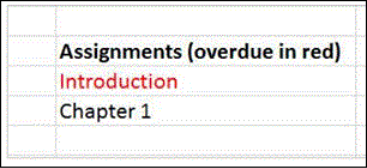 Assignments (overdue in red)
Introduction
Chapter 1